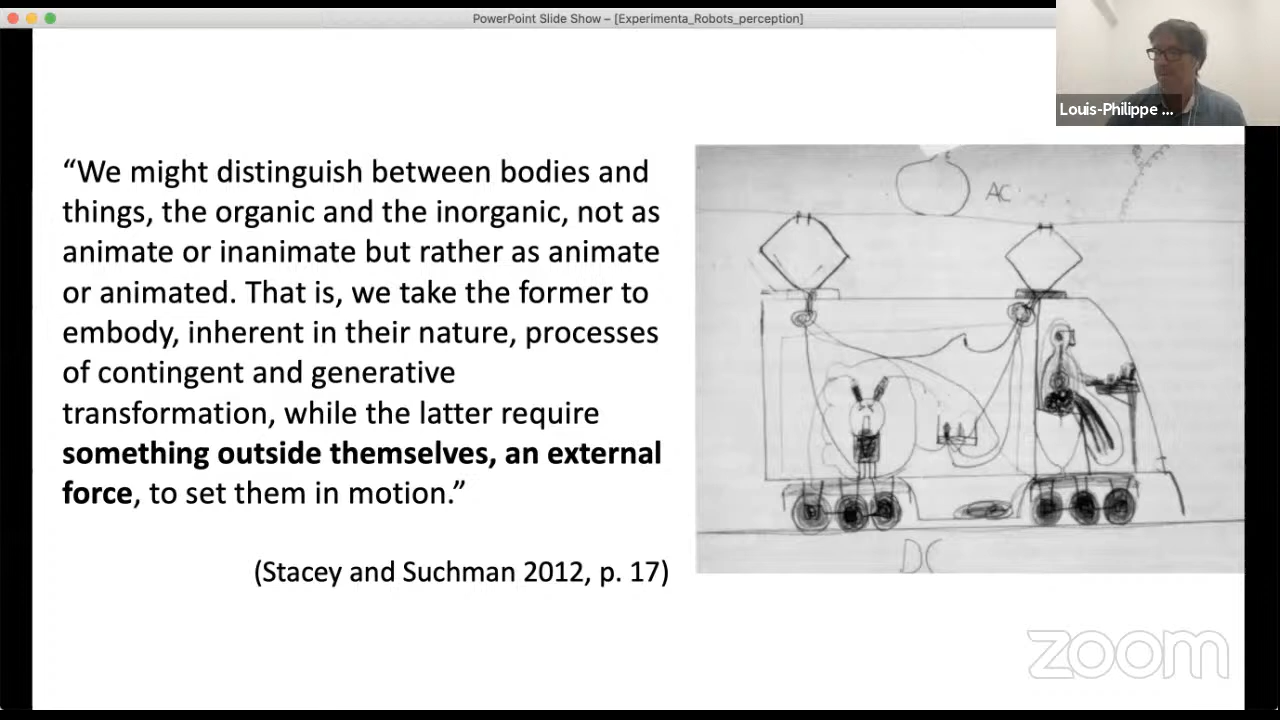 PowerPoint Slide Show – [Experimenta_Robots_perception]
Louis-Philippe ...
“We might distinguish between bodies and
things, the organic and the inorganic, not as
animate or inanimate but rather as animate
or animated. That is, we take the former to
embody, inherent in their nature, processes
of contingent and generative
transformation, while the latter require
something outside themselves, an external
force, to set them in motion.”
(Stacey and Suchman 2012, p. 17)
AC
DC
zoom